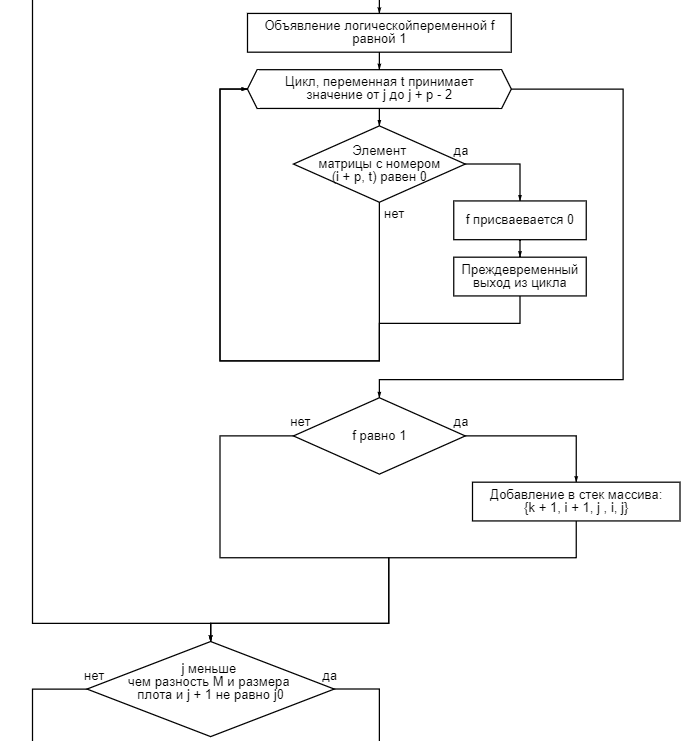 Объявление логическойпеременной f
равной 1
Цикл, переменная t принимает
значение от j до j + p - 2
Элемент
матрицы с номером
(i + p, t) равен 0
да
нет
f присваевается 0
Преждевременный
выход из цикла
нет
f равно 1
да
Добавление в стек массива:
{k + 1, i + 1, j , i, j}
нет
j меньше
чем разность M и размера
плота и j + 1 не равно j0
да